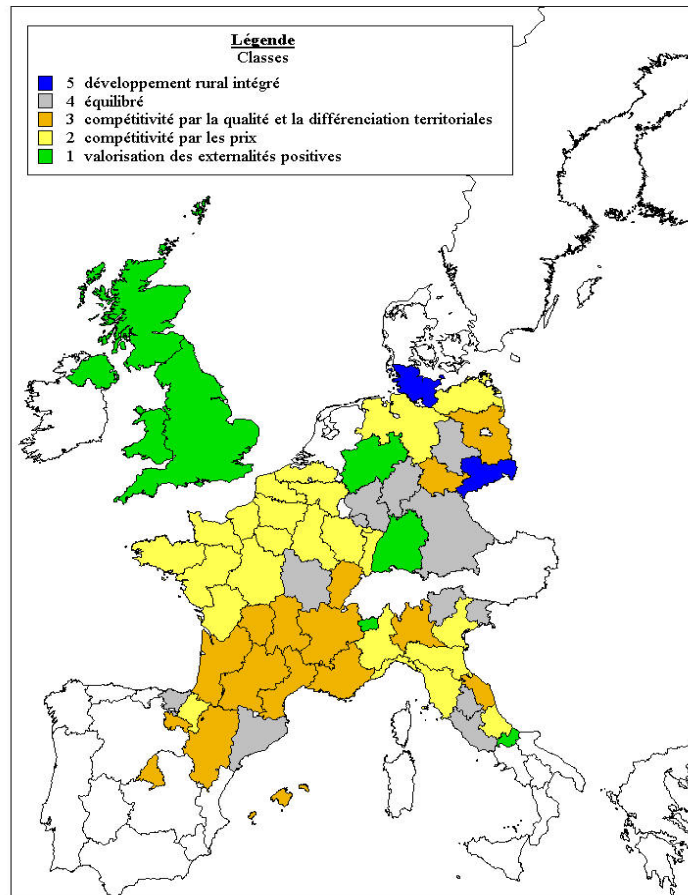 Légende
Classes
5 développement rural intégré
4 équilibré
3 compétitivité par la qualité et la différenciation territoriales
2 compétitivité par les prix
1 valorisation des externalités positives